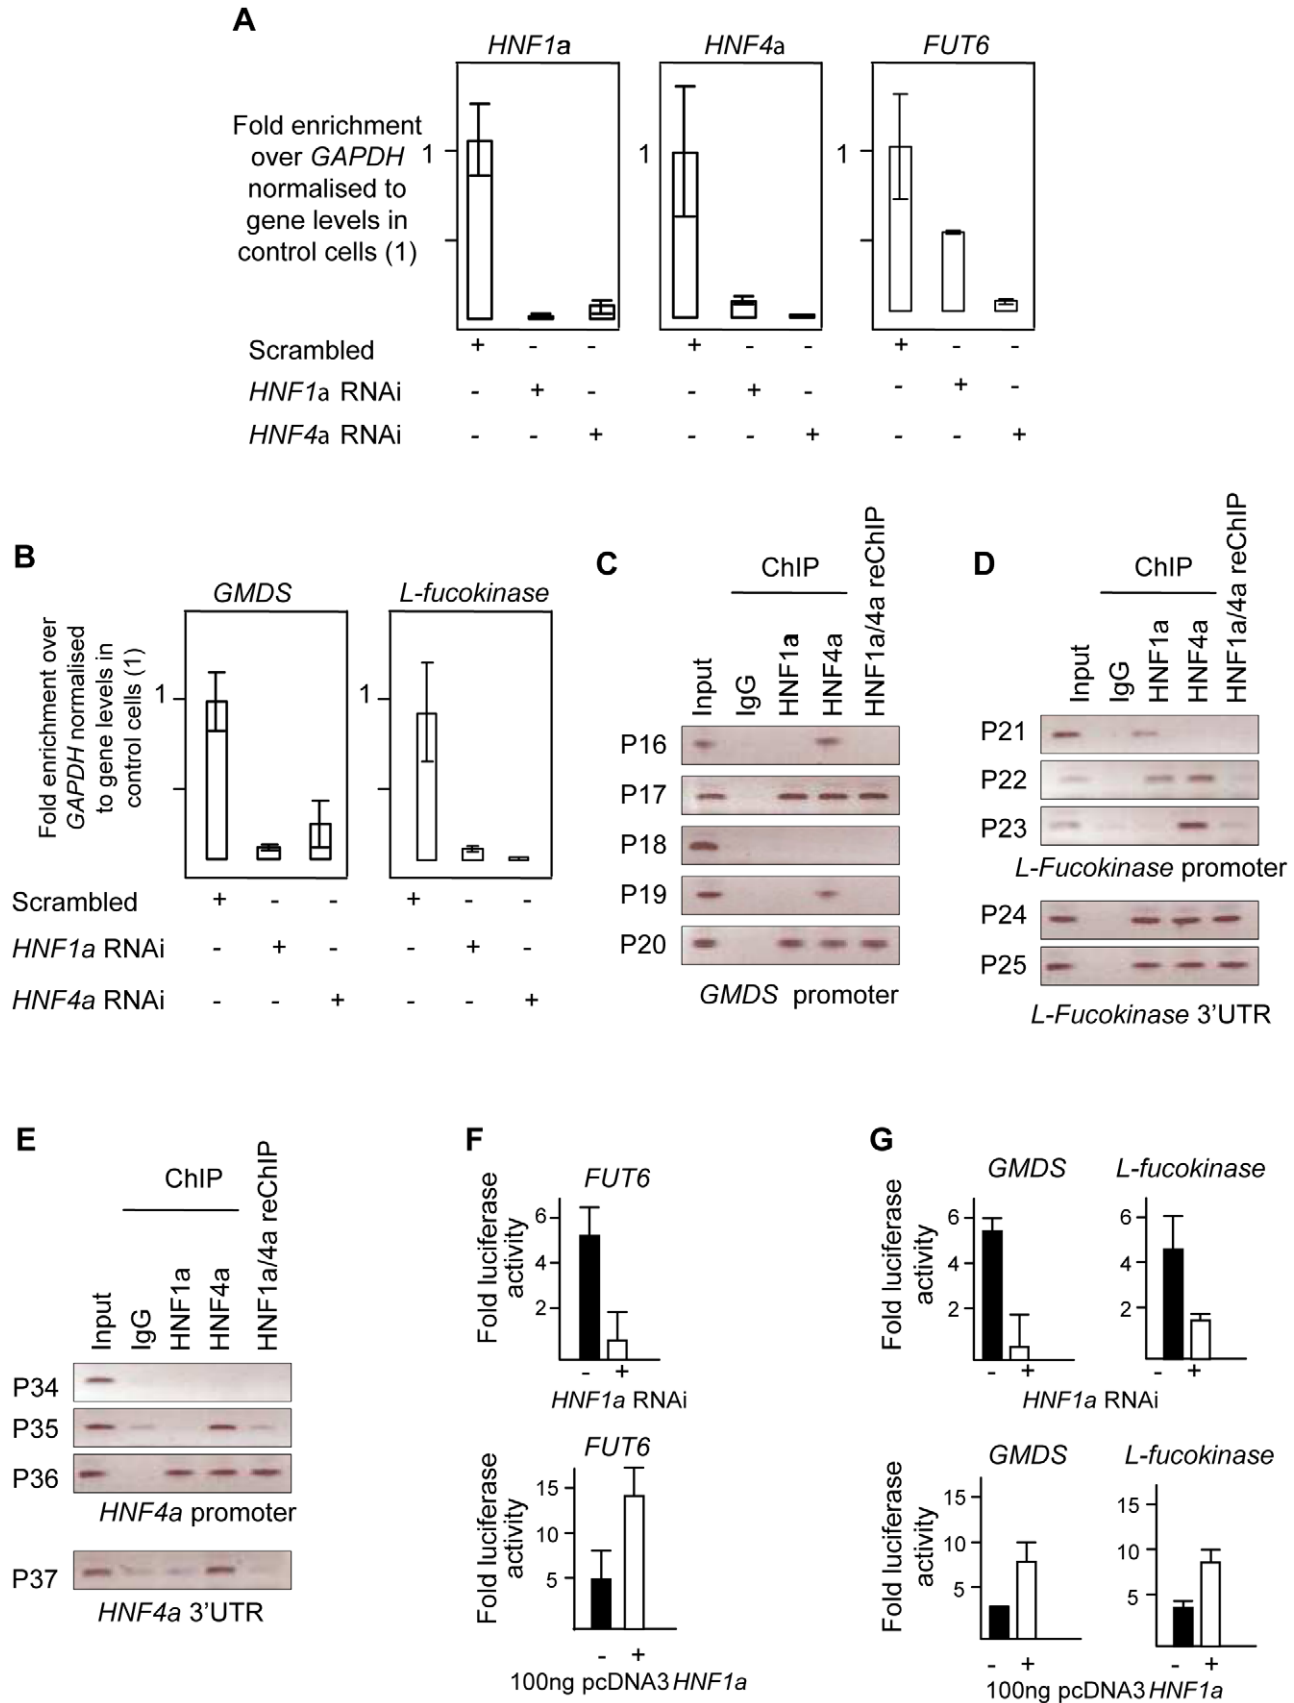 A
HNF1a
HNF4a
FUT6
Fold enrichment
over GAPDH
normalised to
gene levels in
control cells (1)
1
1
1
Scrambled + - - + - - + - -
HNF1a RNAi - + - - + - - + -
HNF4a RNAi - - + - - + - - +
B
GMDS
L-fucokinase
Fold enrichment over
GAPDH normalised
to gene levels in
control cells (1)
1
1
Scrambled + - - + - -
HNF1a RNAi - + - - + -
HNF4a RNAi - - + - - +
C
ChIP
Input
IgG
HNF1a
HNF4a
HNF1a/4a reChIP
P16
P17
P18
P19
P20
GMDS promoter
D
ChIP
Input
IgG
HNF1a
HNF4a
HNF1a/4a reChIP
P21
P22
P23
L-Fucokinase promoter
P24
P25
L-Fucokinase 3'UTR
E
ChIP
Input
IgG
HNF1a
HNF4a
HNF1a/4a reChIP
P34
P35
P36
HNF4a promoter
P37
HNF4a 3'UTR
F
FUT6
Fold luciferase
activity
6
4
2
- +
HNF1a RNAi
FUT6
Fold luciferase
activity
15
10
5
- +
100ng pcDNA3 HNF1a
G
GMDS
L-fucokinase
Fold luciferase
activity
6
4
2
6
4
2
- + - +
HNF1a RNAi
GMDS
L-fucokinase
Fold luciferase
activity
15
10
5
15
10
5
- + - +
100ng pcDNA3 HNF1a